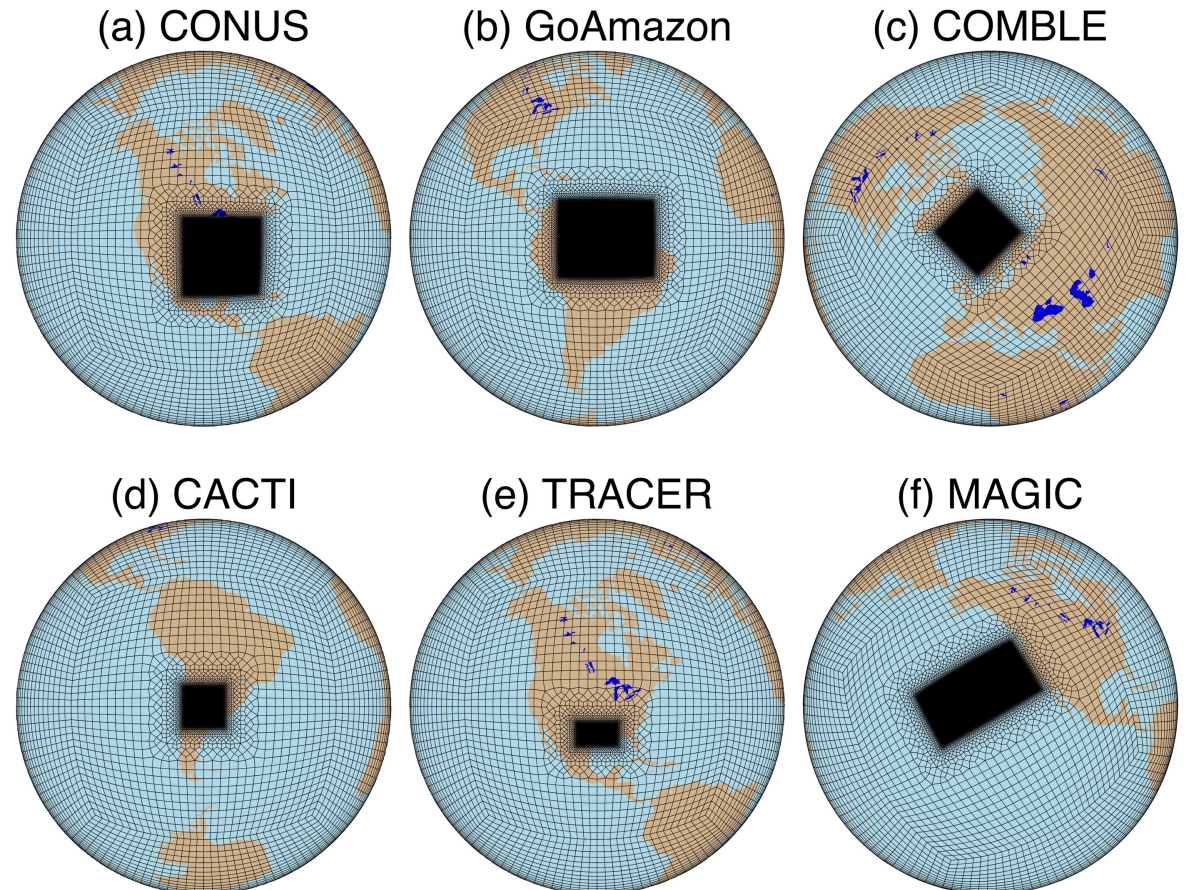 (a) CONUS
(b) GoAmazon
(c) COMBLE
(d) CACTI
(e) TRACER
(f) MAGIC